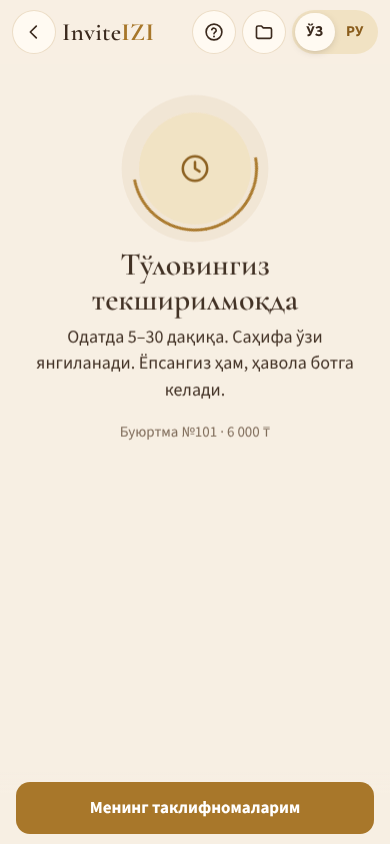 InviteIZI
ЎЗ
РУ
Тўловингиз
текширилмоқда
Одатда 5–30 дақиқа. Саҳифа ўзи
янгиланади. Ёпсангиз ҳам, ҳавола ботга
келади.
Буюртма №101 · 6 000 ₸
Менинг таклифномаларим